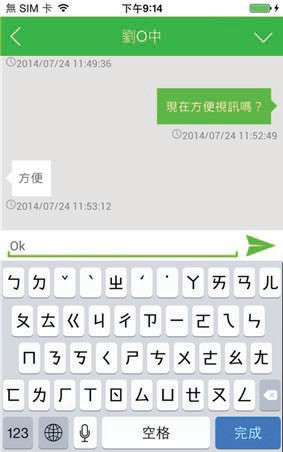 無 SIM 卡 下午9:14
劉O中
2014/07/24 11:49:36
現在方便視訊嗎？
2014/07/24 11:52:49
方便
2014/07/24 11:53:12
Ok
ㄅ ㄉ ˇ ˋ ㄓ ˊ ˙ ㄚ ㄞ ㄢ ㄦ
ㄆ ㄊ ㄍ ㄐ ㄔ ㄗ ㄧ ㄛ ㄟ ㄣ
ㄇ ㄋ ㄎ ㄑ ㄕ ㄘ ㄨ ㄜ ㄠ ㄤ
ㄈ ㄌ ㄏ ㄒ ㄖ ㄙ ㄩ ㄝ ㄡ ㄥ
123 空格 完成